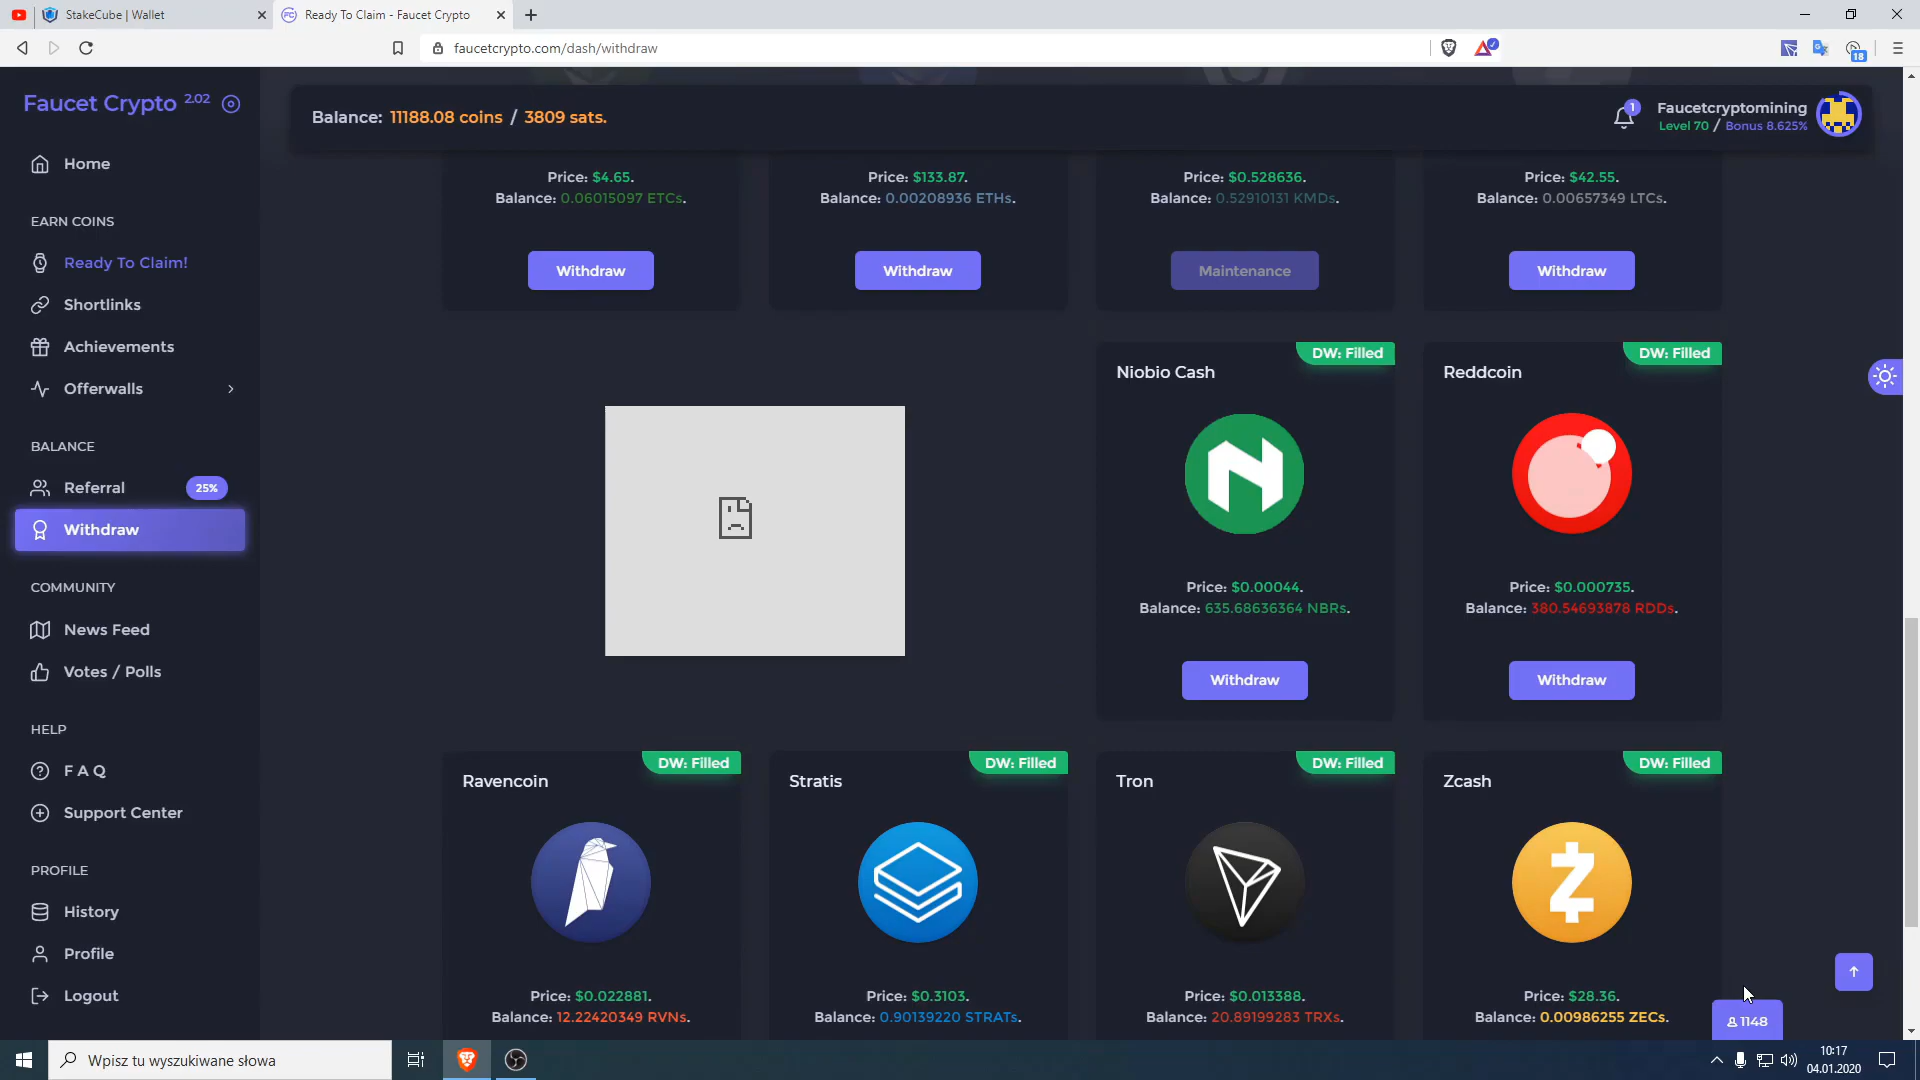 StakeCube | Wallet
Ready To Claim - Faucet Crypto
faucetcrypto.com/dash/withdraw
18
Faucet Crypto 2.02
Balance: 11188.08 coins / 3809 sats.
1
Faucetcryptomining
Level 70 / Bonus 8.625%
Home
EARN COINS
Ready To Claim!
Shortlinks
Achievements
Offerwalls
BALANCE
Referral 25%
Withdraw
COMMUNITY
News Feed
Votes / Polls
HELP
F A Q
Support Center
PROFILE
History
Profile
Logout
Price: $4.65.
Balance: 0.06015097 ETCs.
Withdraw
Price: $133.87.
Balance: 0.00208936 ETHs.
Withdraw
Price: $0.528636.
Balance: 0.52910131 KMDs.
Maintenance
Price: $42.55.
Balance: 0.00657349 LTCs.
Withdraw
DW: Filled
Niobio Cash
Price: $0.00044.
Balance: 635.68636364 NBRs.
Withdraw
DW: Filled
Reddcoin
Price: $0.000735.
Balance: 380.54693878 RDDs.
Withdraw
DW: Filled
Ravencoin
Price: $0.022881.
Balance: 12.22420349 RVNs.
DW: Filled
Stratis
Price: $0.3103.
Balance: 0.90139220 STRATs.
DW: Filled
Tron
Price: $0.013388.
Balance: 20.89199283 TRXs.
DW: Filled
Zcash
Price: $28.36.
Balance: 0.00986255 ZECs.
1148
Wpisz tu wyszukiwane słowa
10:17
04.01.2020